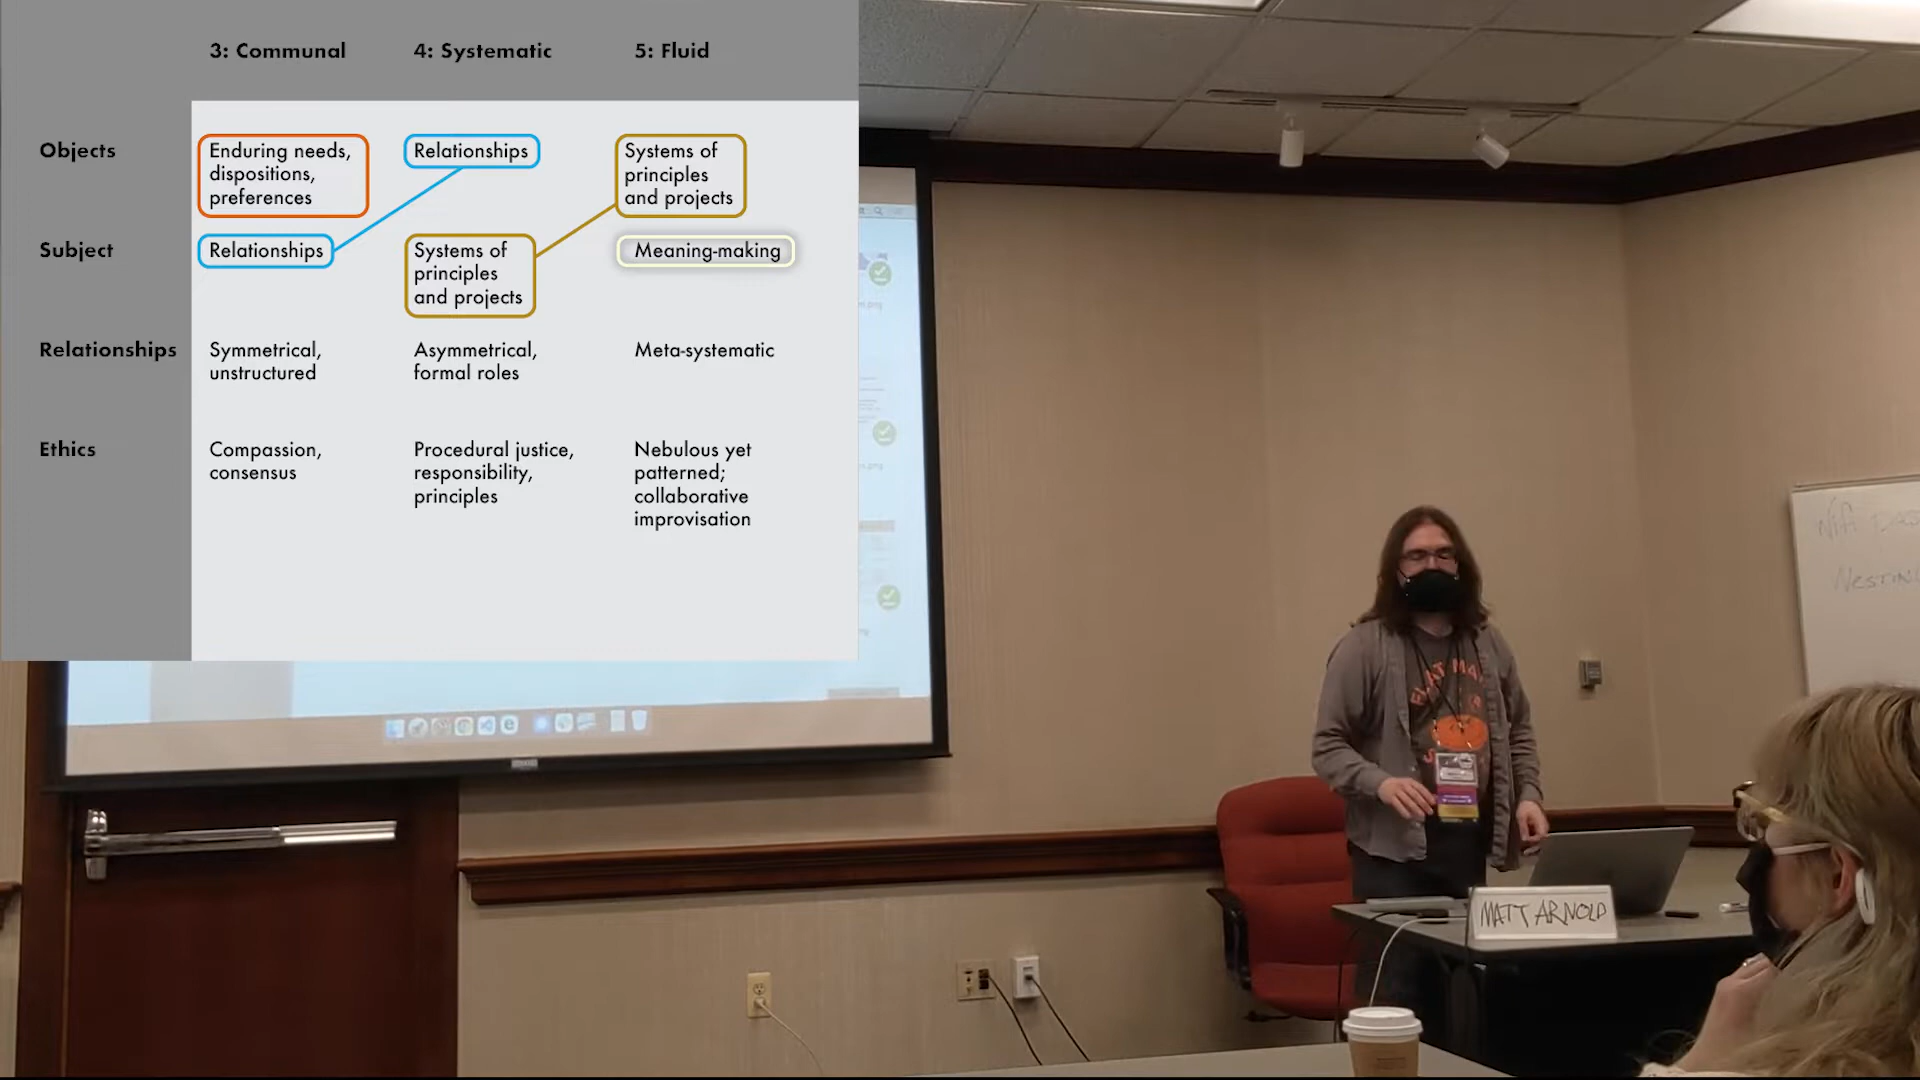 3: Communal
4: Systematic
5: Fluid
Objects
Enduring needs,
dispositions,
preferences
Relationships
Systems of
principles
and projects
Subject
Relationships
Systems of
principles
and projects
Meaning-making
Relationships
Symmetrical,
unstructured
Asymmetrical,
formal roles
Meta-systematic
Ethics
Compassion,
consensus
Procedural justice,
responsibility,
principles
Nebulous yet
patterned;
collaborative
improvisation
MATT ARNOLD